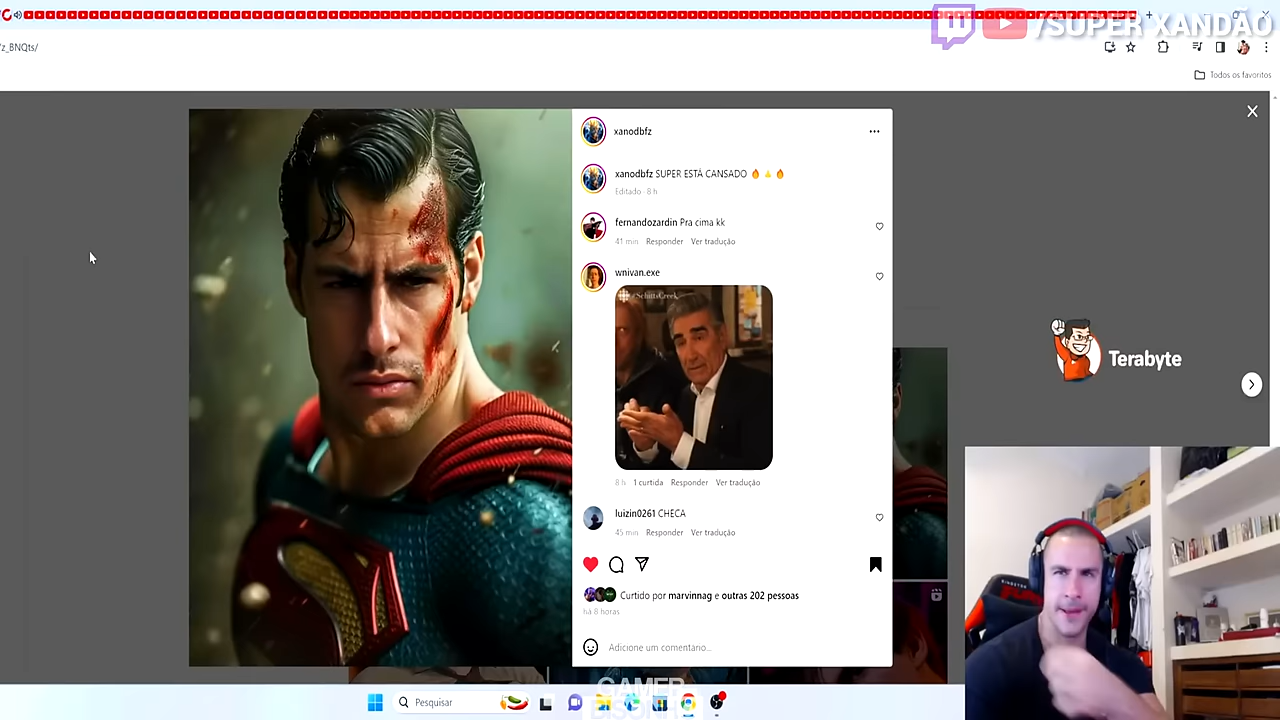 /SUPER XANDÃO
z_BNQts/
Todos os favoritos
xanodbfz
xanodbfz SUPER ESTÁ CANSADO 🔥🔸🔥
Editado 8 h
fernandozardin Pra cima kk
41 min Responder Ver tradução
wnivan.exe
#SchittsCreek
8 h 1 curtida Responder Ver tradução
luizin0261 CHECA
45 min Responder Ver tradução
Curtido por marvinnag e outras 202 pessoas
há 8 horas
Adicione um comentário...
Terabyte
Pesquisar
GAMER